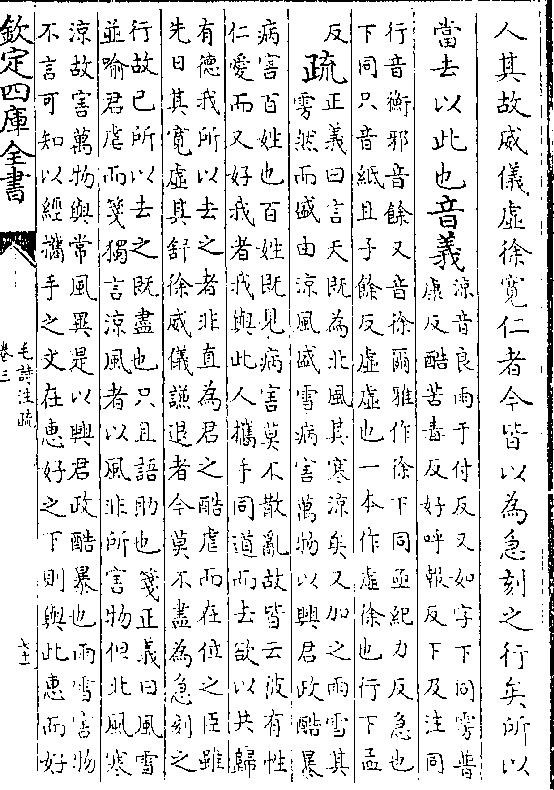 人其故威儀虛徐寛仁者今皆以為急刻之行矣所以
當去以此也音義
涼音良雨于付反又如字下同雱普
康反酷苦毒反好呼報反下及注同
行音衡邪音餘又音徐爾雅作徐下同亟紀力反急也
下同只音紙且子餘反虛虛也一本作虛徐也行下孟
反
疏
正義曰言天既為北風其寒涼矣又加之雨雪其
雱然而盛由涼風盛雪病害萬物以興君政酷暴
病害百姓也百姓既見病害莫不散亂故皆云彼有性
仁愛而又好我者我與此人攜手同道而去欲以共歸
有徳我所以去之者非直為君之酷虐而在位之臣雖
先日其寛虛其舒徐威儀謙退者今莫不盡為急刻之
行故已所以去之既盡也只且語助也 箋正義曰風雪
並喻君虐而箋獨言涼風者以風非所害物但北風寒
涼故害萬物與常風異是以興君政酷暴也雨雪害物
不言可知以經攜手之文在惠好之下則與此惠而好
欽定四庫全書
毛詩注疏
卷三